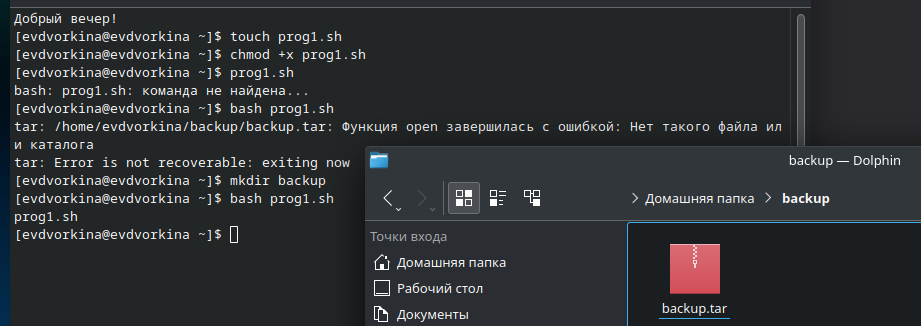 Добрый вечер!
[evdvorkina@evdvorkina ~]$ touch prog1.sh
[evdvorkina@evdvorkina ~]$ chmod +x prog1.sh
[evdvorkina@evdvorkina ~]$ prog1.sh
bash: prog1.sh: команда не найдена...
[evdvorkina@evdvorkina ~]$ bash prog1.sh
tar: /home/evdvorkina/backup/backup.tar: Функция open завершилась с ошибкой: Нет такого файла ил
и каталога
tar: Error is not recoverable: exiting now
[evdvorkina@evdvorkina ~]$ mkdir backup
[evdvorkina@evdvorkina ~]$ bash prog1.sh
prog1.sh
[evdvorkina@evdvorkina ~]$
backup — Dolphin
Домашняя папка
backup
Точки входа
Домашняя папка
Рабочий стол
Документы
backup.tar